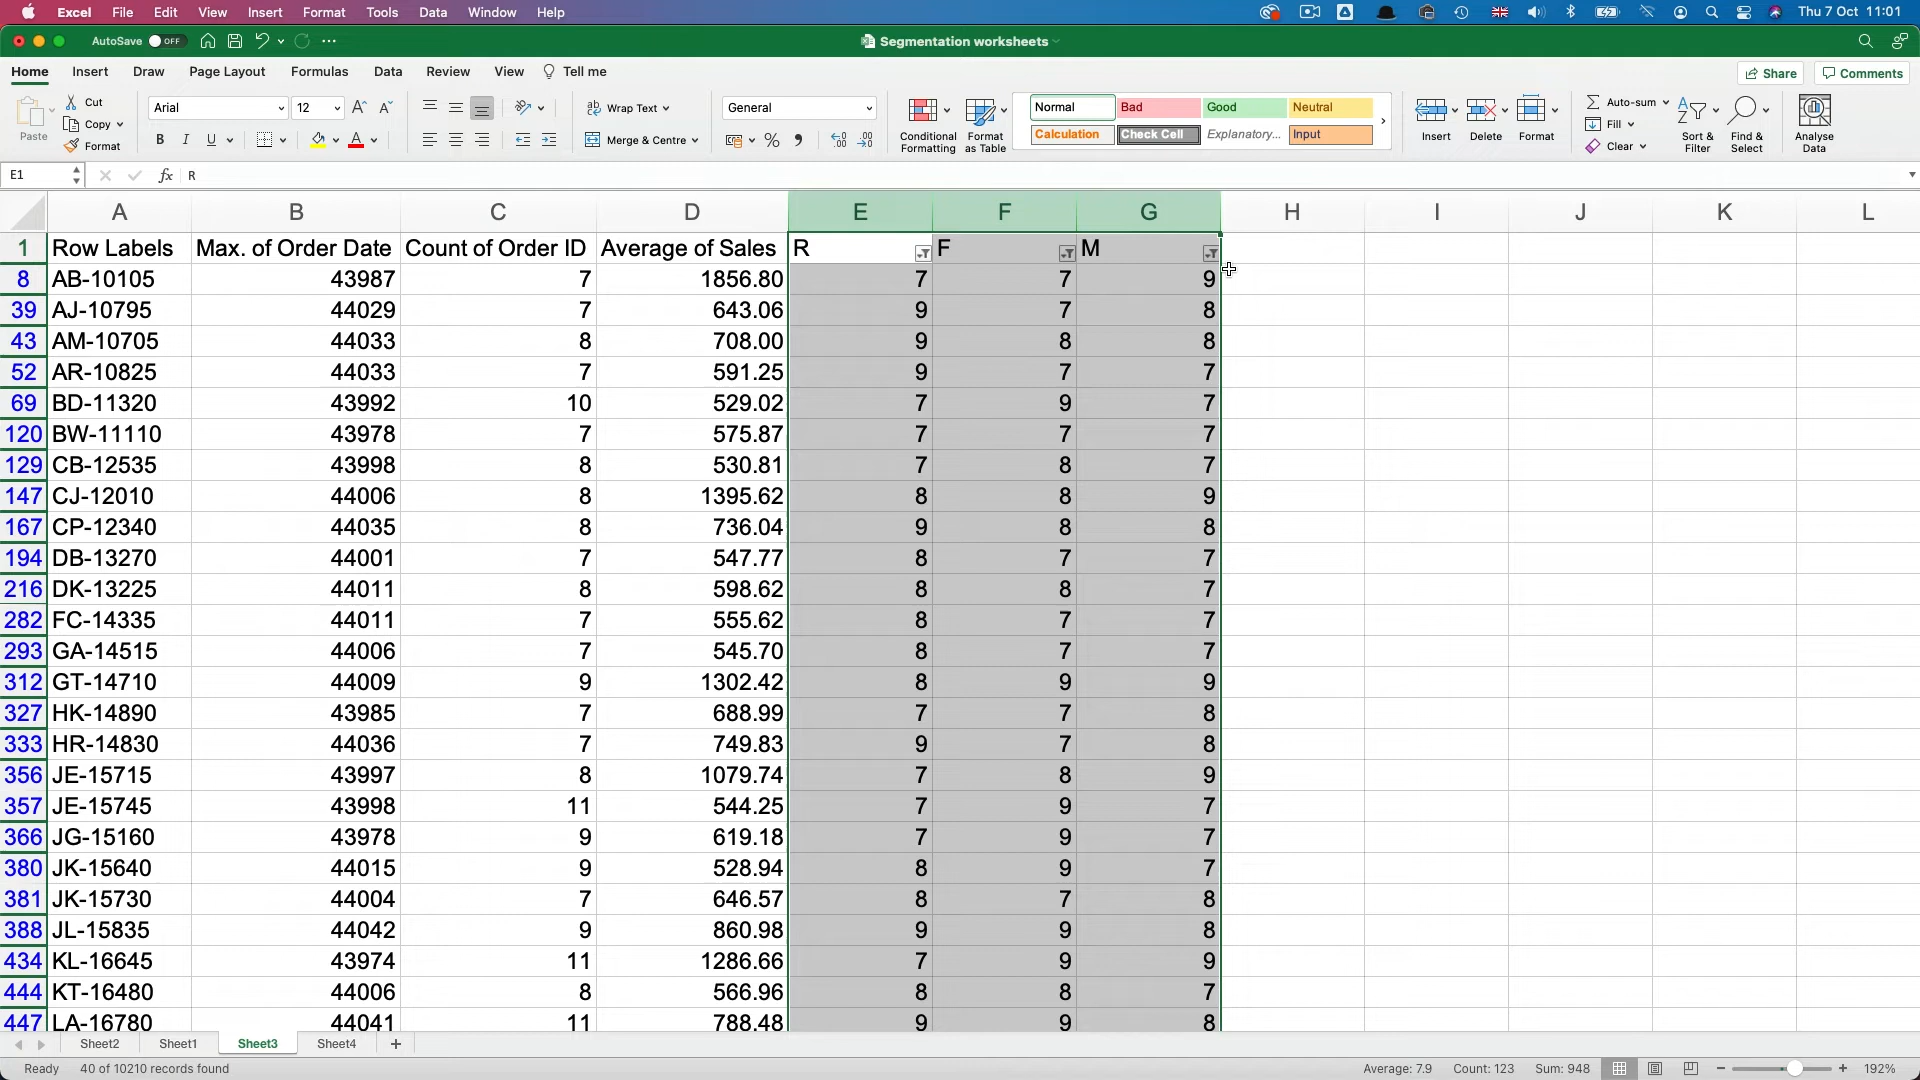 Excel File Edit View Insert Format Tools Data Window Help Thu 7 Oct 11:01
AutoSave OFF Segmentation worksheets
Home Insert Draw Page Layout Formulas Data Review View Tell me Share Comments
Paste Cut Copy Format
Arial 12 Wrap Text General
B I U A Merge & Centre % 9
Conditional Formatting Format as Table
Normal Bad Good Neutral
Calculation Check Cell Explanatory... Input
Insert Delete Format
Auto-sum Fill Clear
Sort & Filter Find & Select Analyse Data
E1 fx R
A B C D E F G H I J K L
1 Row Labels Max. of Order Date Count of Order ID Average of Sales R F M
8 AB-10105 43987 7 1856.80 7 7 9
39 AJ-10795 44029 7 643.06 9 7 8
43 AM-10705 44033 8 708.00 9 8 8
52 AR-10825 44033 7 591.25 9 7 7
69 BD-11320 43992 10 529.02 7 9 7
120 BW-11110 43978 7 575.87 7 7 7
129 CB-12535 43998 8 530.81 7 8 7
147 CJ-12010 44006 8 1395.62 8 8 9
167 CP-12340 44035 8 736.04 9 8 8
194 DB-13270 44001 7 547.77 8 7 7
216 DK-13225 44011 8 598.62 8 8 7
282 FC-14335 44011 7 555.62 8 7 7
293 GA-14515 44006 7 545.70 8 7 7
312 GT-14710 44009 9 1302.42 8 9 9
327 HK-14890 43985 7 688.99 7 7 8
333 HR-14830 44036 7 749.83 9 7 8
356 JE-15715 43997 8 1079.74 7 8 9
357 JE-15745 43998 11 544.25 7 9 7
366 JG-15160 43978 9 619.18 7 9 7
380 JK-15640 44015 9 528.94 8 9 7
381 JK-15730 44004 7 646.57 8 7 8
388 JL-15835 44042 9 860.98 9 9 8
434 KL-16645 43974 11 1286.66 7 9 9
444 KT-16480 44006 8 566.96 8 8 7
447 LA-16780 44041 11 788.48 9 9 8
Sheet2 Sheet1 Sheet3 Sheet4 +
Ready 40 of 10210 records found Average: 7.9 Count: 123 Sum: 948 192%